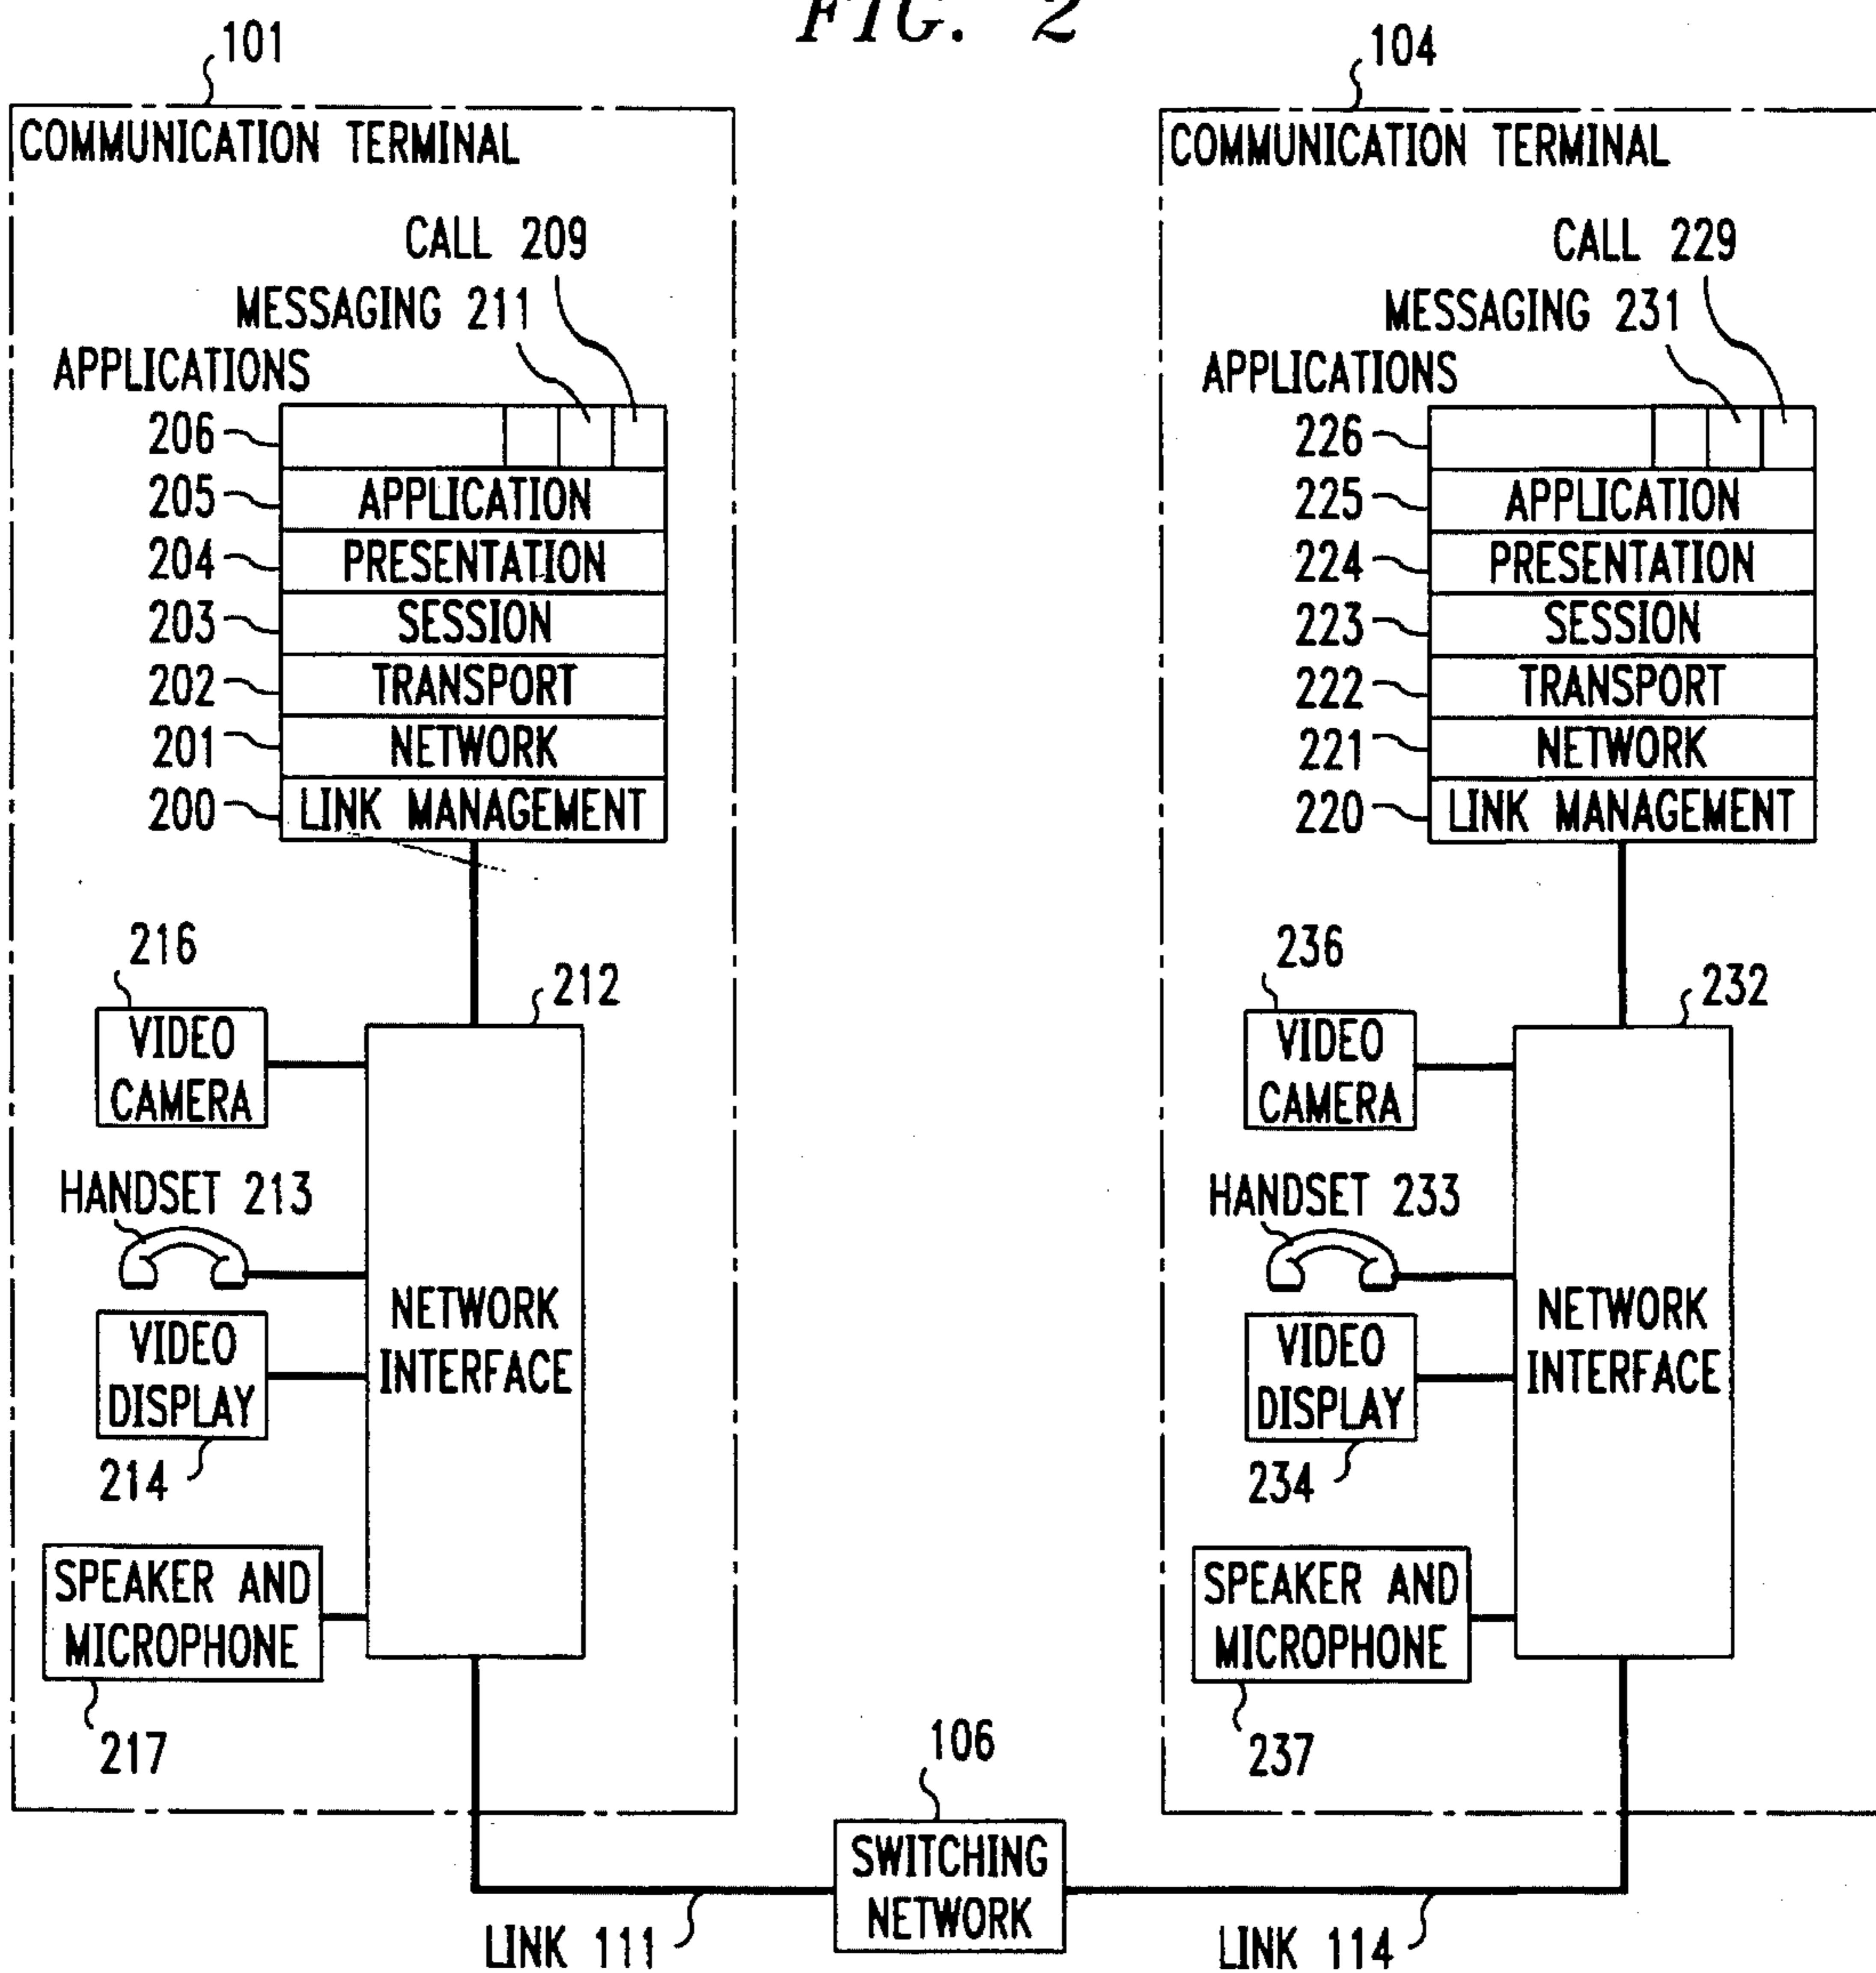 FIG. 2
101
COMMUNICATION TERMINAL
CALL 209
MESSAGING 211
APPLICATIONS
206
205 APPLICATION
204 PRESENTATION
203 SESSION
202 TRANSPORT
201 NETWORK
200 LINK MANAGEMENT
216
VIDEO
CAMERA
212
HANDSET 213
NETWORK
INTERFACE
VIDEO
DISPLAY
214
SPEAKER AND
MICROPHONE
217
104
COMMUNICATION TERMINAL
CALL 229
MESSAGING 231
APPLICATIONS
226
225 APPLICATION
224 PRESENTATION
223 SESSION
222 TRANSPORT
221 NETWORK
220 LINK MANAGEMENT
236
VIDEO
CAMERA
232
HANDSET 233
NETWORK
INTERFACE
VIDEO
DISPLAY
234
SPEAKER AND
MICROPHONE
237
106
SWITCHING
NETWORK
LINK 111
LINK 114